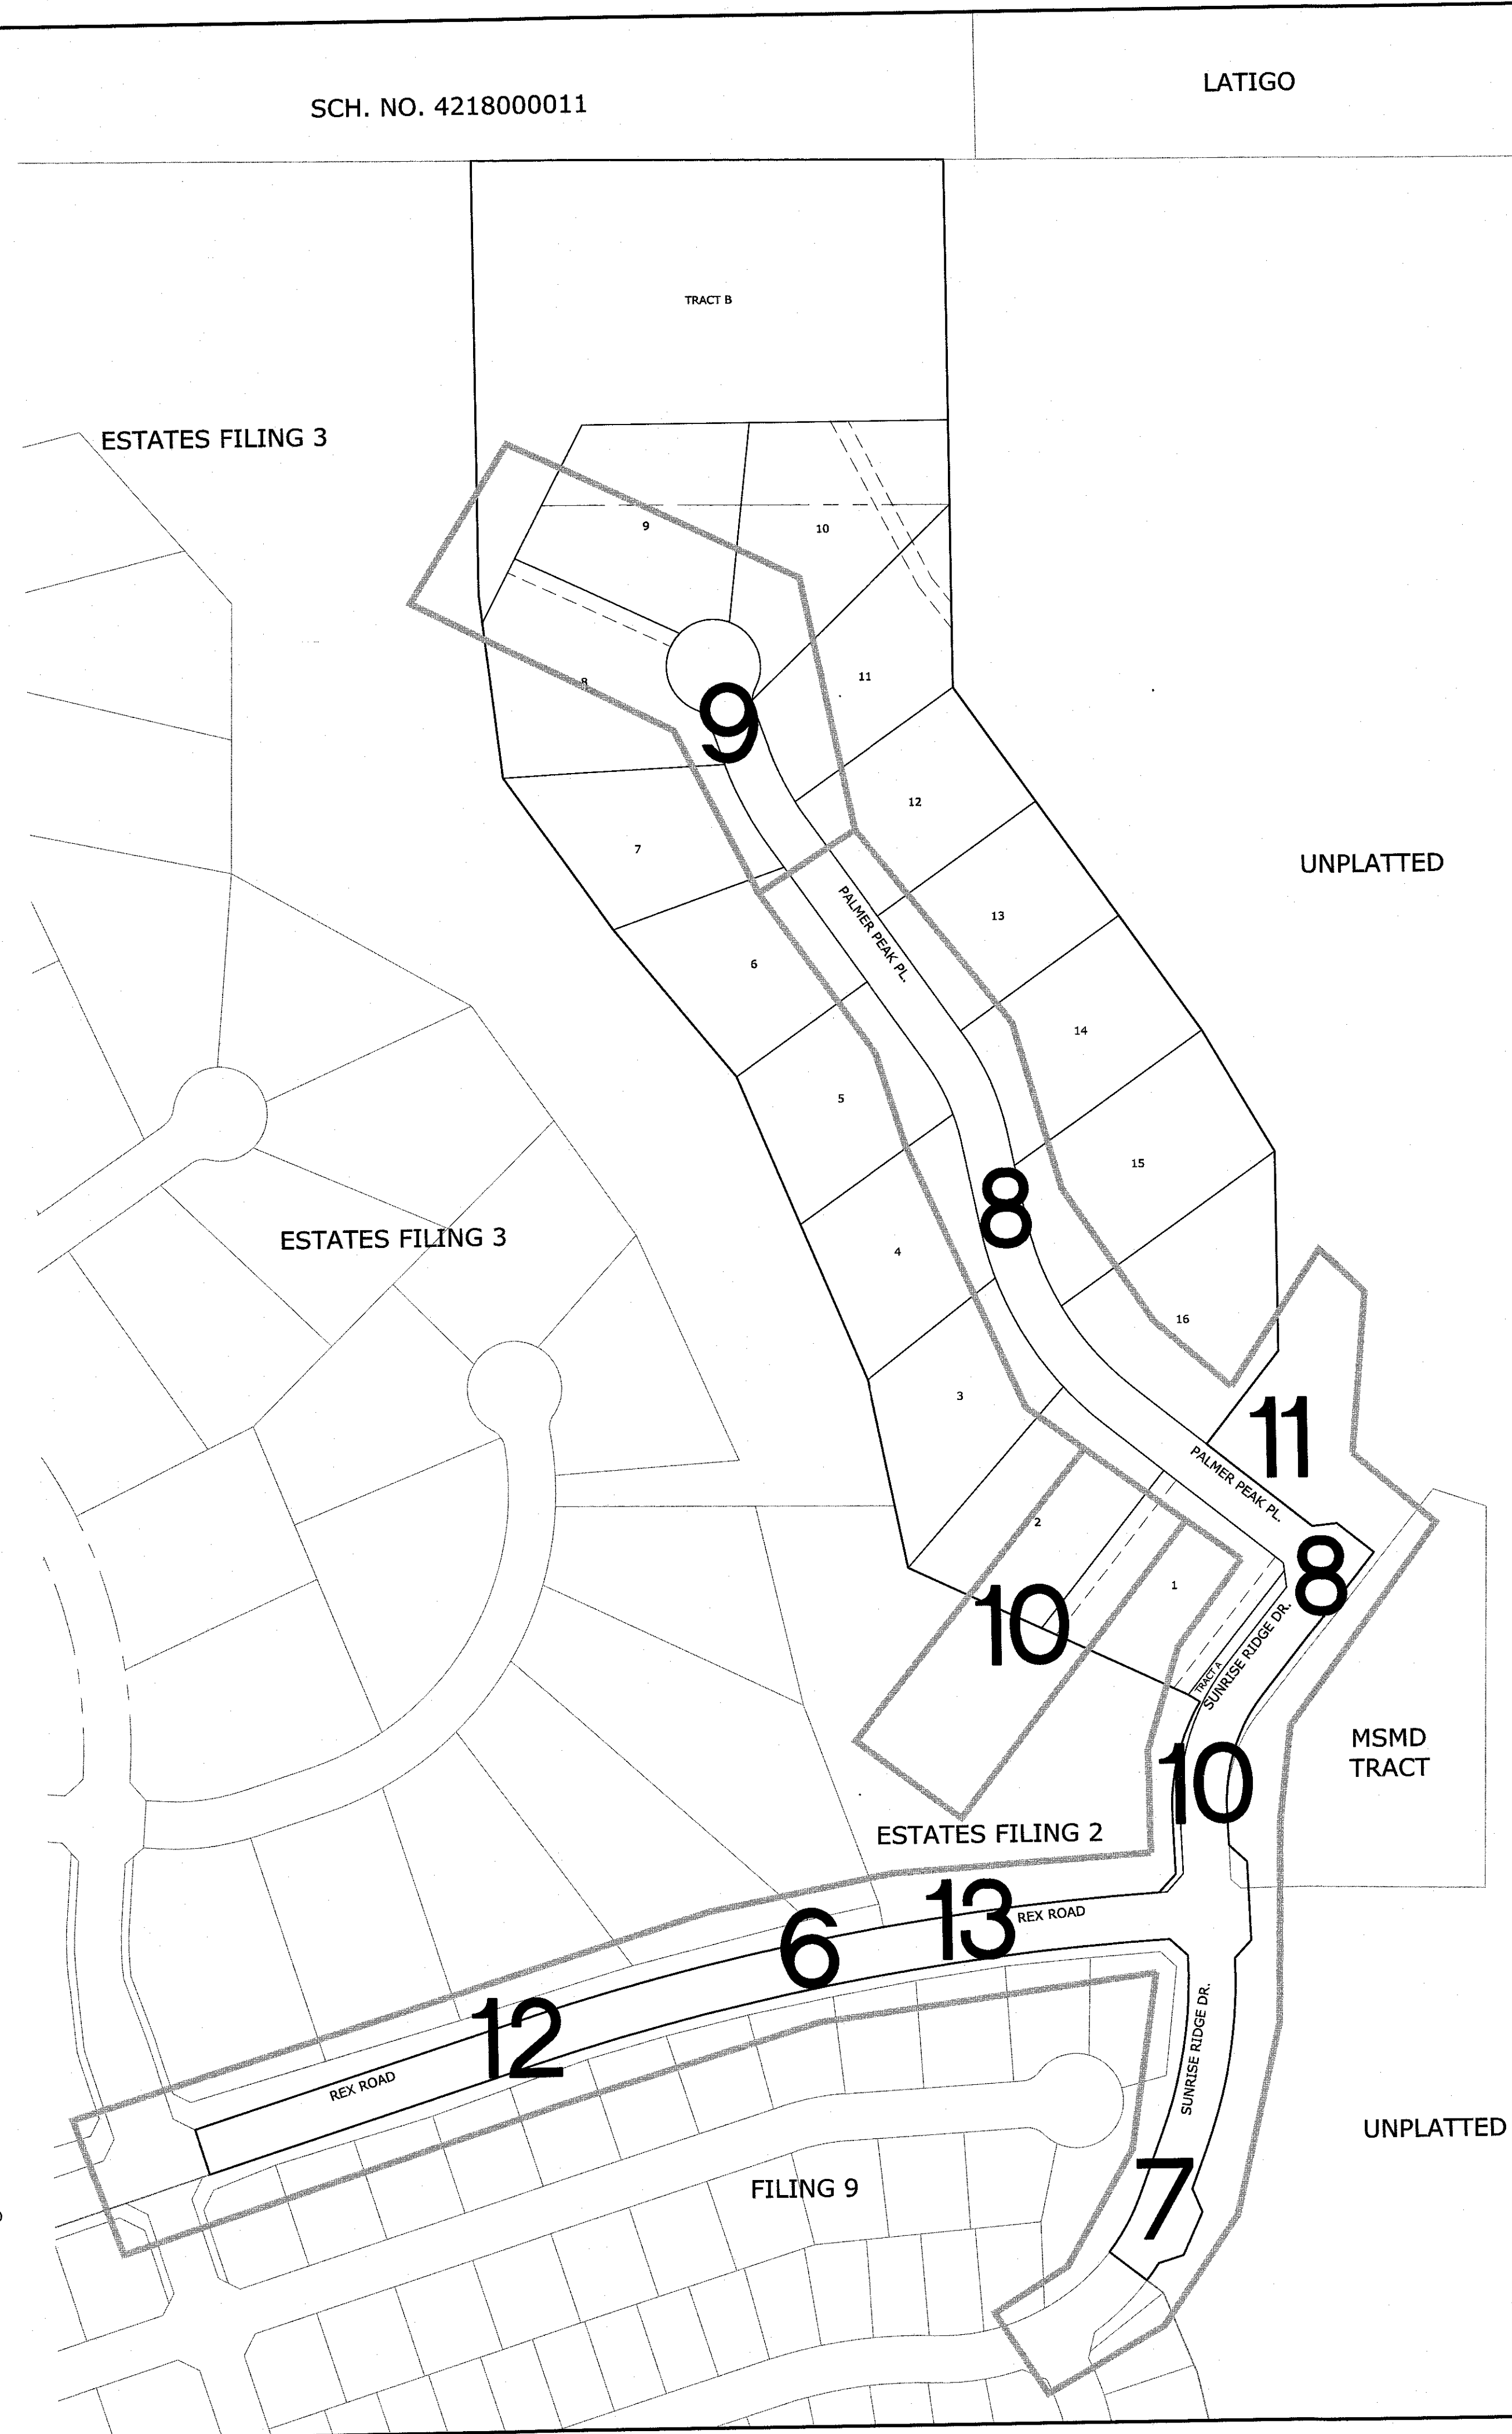 SCH. NO. 4218000011
LATIGO
TRACT B
ESTATES FILING 3
9
10
8
11
9
12
7
UNPLATTED
PALMER PEAK PL.
13
6
14
5
15
8
ESTATES FILING 3
4
16
3
11
PALMER PEAK PL.
2
8
1
10
TRACT A
SUNRISE RIDGE DR.
MSMD
TRACT
10
ESTATES FILING 2
13
REX ROAD
6
12
REX ROAD
SUNRISE RIDGE DR.
UNPLATTED
7
FILING 9